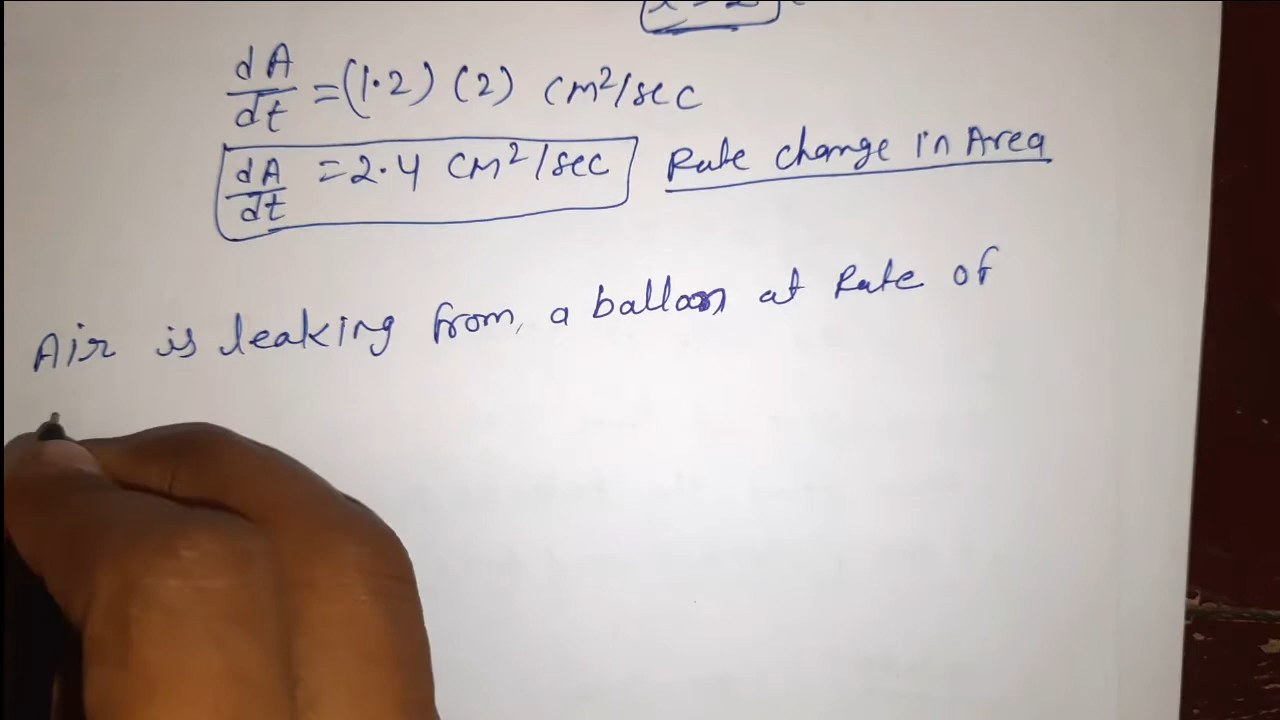 dA/dt = (1.2) (2) cm²/sec
dA/dt = 2.4 cm²/sec Rate change in Area
Air is leaking from, a balloon at Rate of